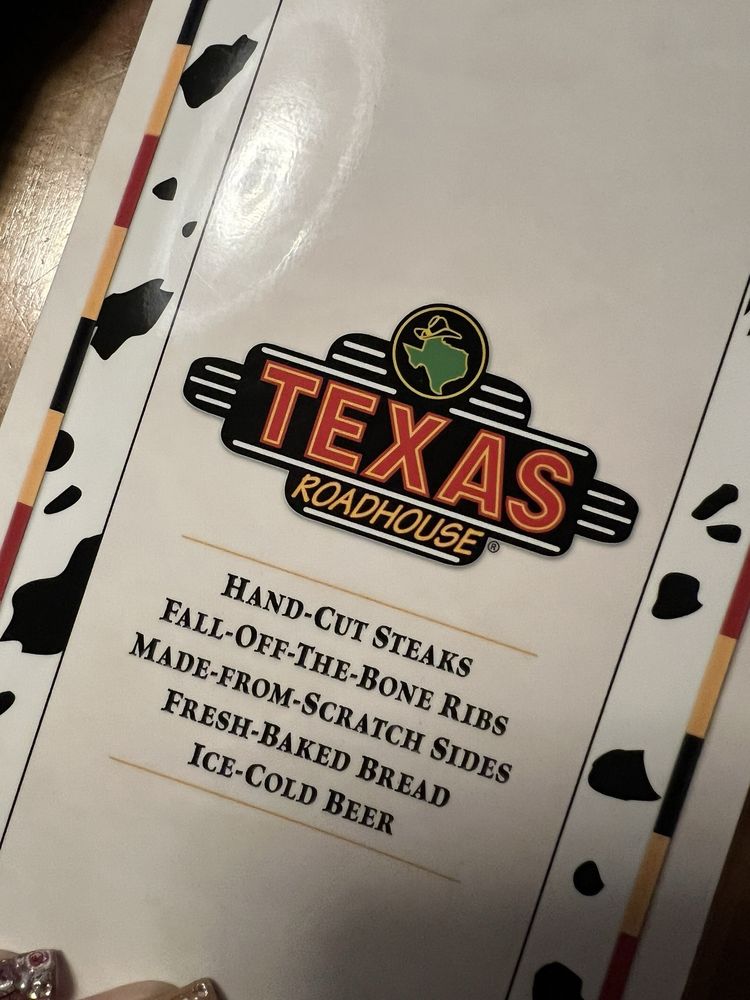 TEXAS
ROADHOUSE®
HAND-CUT STEAKS
FALL-OFF-THE-BONE RIBS
MADE-FROM-SCRATCH SIDES
FRESH-BAKED BREAD
ICE-COLD BEER